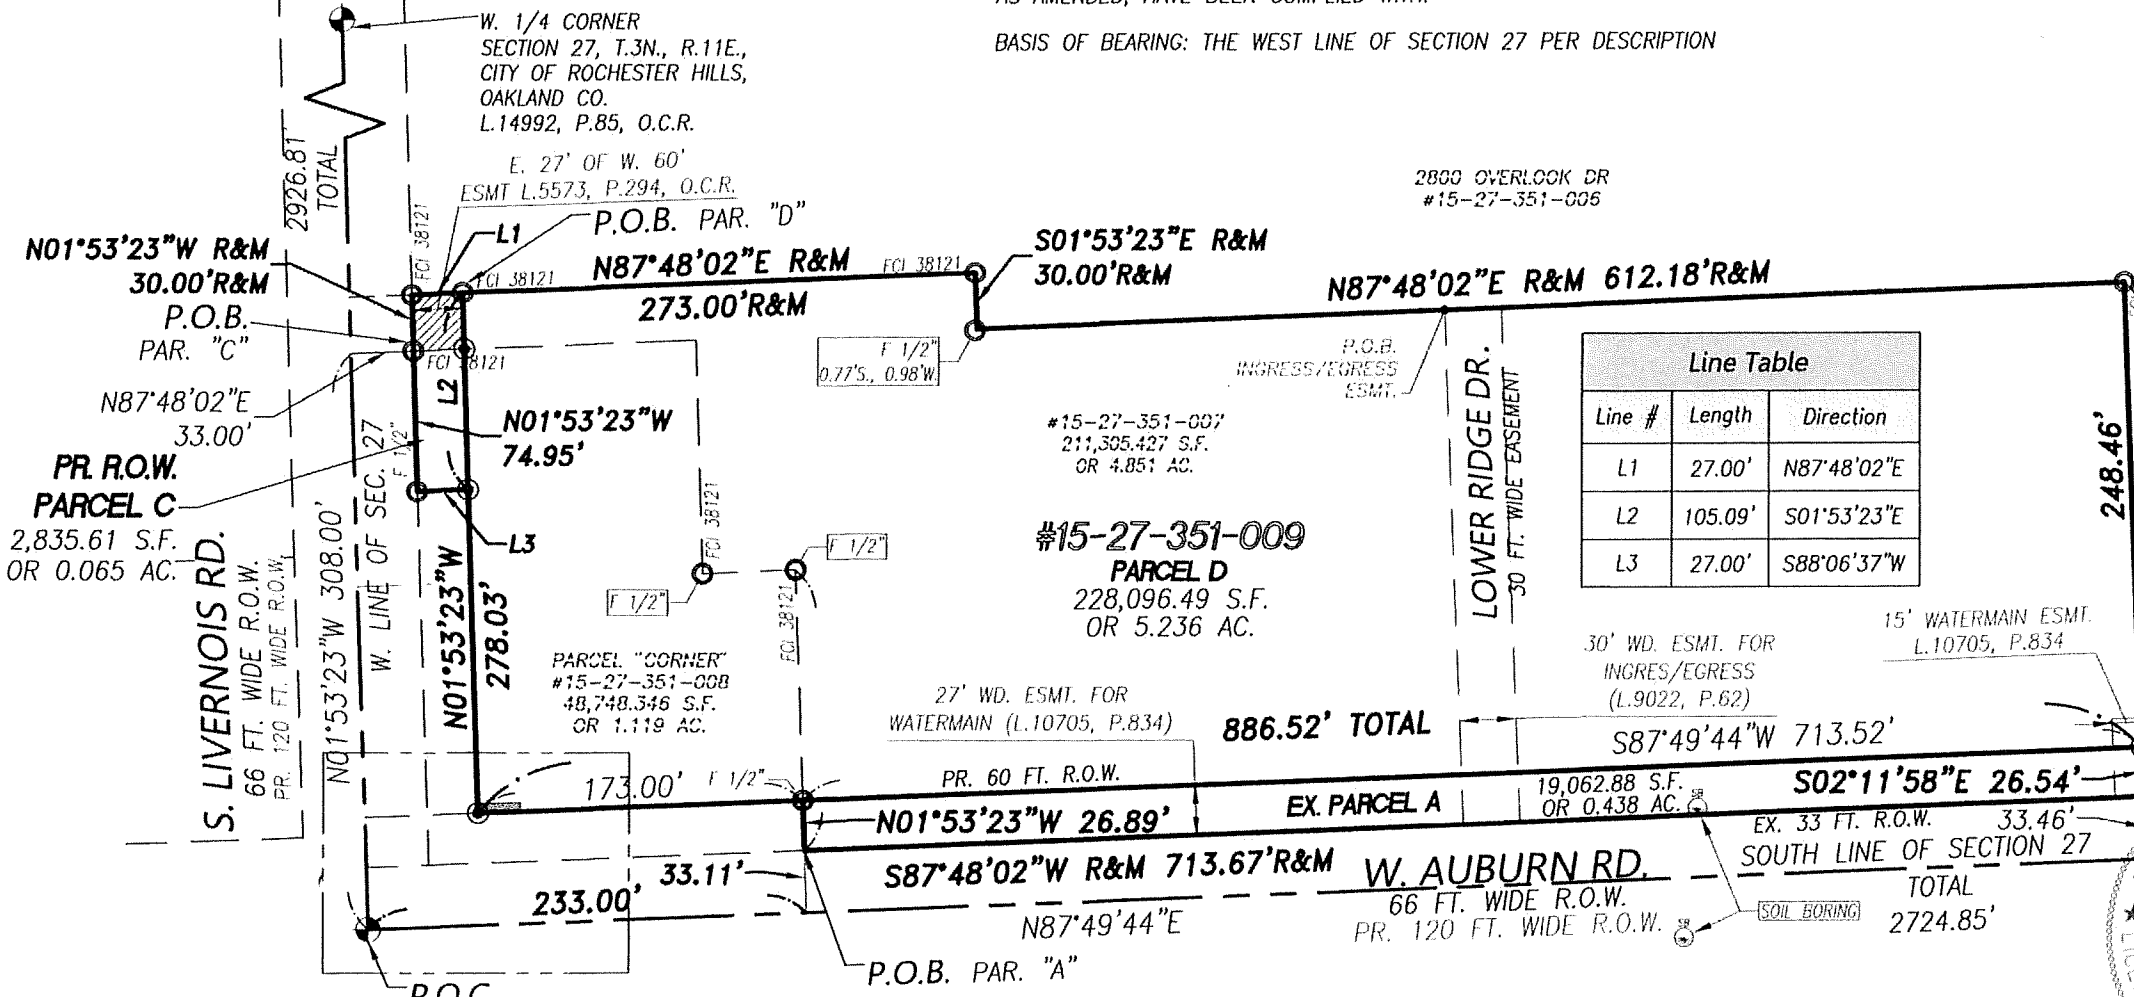 AS AMENDED, HAVE BEEN COMPLIED WITH.
BASIS OF BEARING: THE WEST LINE OF SECTION 27 PER DESCRIPTION
W. 1/4 CORNER
SECTION 27, T.3N., R.11E.,
CITY OF ROCHESTER HILLS,
OAKLAND CO.
L.14992, P.85, O.C.R.
2926.81'
TOTAL
E. 27' OF W. 60'
ESMT L.5573, P.294, O.C.R.
P.O.B. PAR. "D"
L1
FCI 38121
2800 OVERLOOK DR
#15-27-351-006
N01°53'23"W R&M
30.00'R&M
P.O.B.
PAR. "C"
N87°48'02"E
33.00'
FCI 38121
N87°48'02"E R&M
273.00'R&M
FCI 38121
S01°53'23"E R&M
30.00'R&M
N87°48'02"E R&M 612.18'R&M
FCI 38121
L2
F 1/2"
0.77'S., 0.98'W.
P.O.B.
INGRESS/EGRESS
ESMT.
LOWER RIDGE DR.
30 FT. WIDE EASEMENT
Line Table
Line # Length Direction
L1 27.00' N87°48'02"E
L2 105.09' S01°53'23"E
L3 27.00' S88°06'37"W
248.46'
PR. R.O.W.
PARCEL C
2,835.61 S.F.
OR 0.065 AC.
F 1/2"
N01°53'23"W
74.95'
L3
#15-27-351-007
211,305.427 S.F.
OR 4.851 AC.
#15-27-351-009
PARCEL D
228,096.49 S.F.
OR 5.236 AC.
FCI 38121
F 1/2"
F 1/2"
FCI 38121
S. LIVERNOIS RD.
66 FT. WIDE R.O.W.
PR. 120 FT. WIDE R.O.W.
N01°53'23"W 308.00'
W. LINE OF SEC. 27
N01°53'23"W
278.03'
PARCEL "CORNER"
#15-27-351-008
48,748.346 S.F.
OR 1.119 AC.
27' WD. ESMT. FOR
WATERMAIN (L.10705, P.834)
886.52' TOTAL
30' WD. ESMT. FOR
INGRES/EGRESS
(L.9022, P.62)
15' WATERMAIN ESMT.
L.10705, P.834
S87°49'44"W 713.52'
173.00'
F 1/2"
PR. 60 FT. R.O.W.
N01°53'23"W 26.89'
EX. PARCEL A
19,062.88 S.F.
OR 0.438 AC.
SB
S02°11'58"E 26.54'
EX. 33 FT. R.O.W.
33.46'
SOUTH LINE OF SECTION 27
TOTAL
2724.85'
33.11'
233.00'
S87°48'02"W R&M 713.67'R&M
W. AUBURN RD.
66 FT. WIDE R.O.W.
PR. 120 FT. WIDE R.O.W.
SB
SOIL BORING
N87°49'44"E
P.O.B. PAR. "A"
P.O.C.